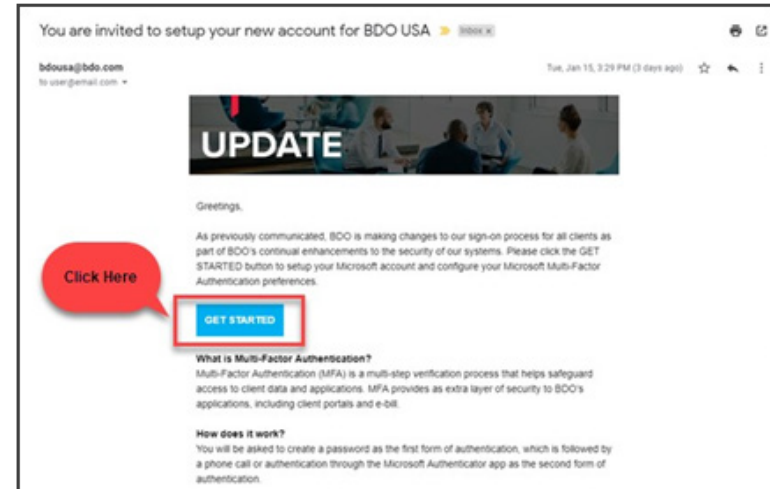 You are invited to setup your new account for BDO USA Inbox x
bdousa@bdo.com
Tue, Jan 15, 3:29 PM (3 days ago)
to user@email.com
UPDATE
Greetings,
As previously communicated, BDO is making changes to our sign-on process for all clients as
part of BDO's continual enhancements to the security of our systems. Please click the GET
STARTED button to setup your Microsoft account and configure your Microsoft Multi-Factor
Authentication preferences.
Click Here
GET STARTED
What is Multi-Factor Authentication?
Multi-Factor Authentication (MFA) is a multi-step verification process that helps safeguard
access to client data and applications. MFA provides as extra layer of security to BDO's
applications, including client portals and e-bill.
How does it work?
You will be asked to create a password as the first form of authentication, which is followed by
a phone call or authentication through the Microsoft Authenticator app as the second form of
authentication.